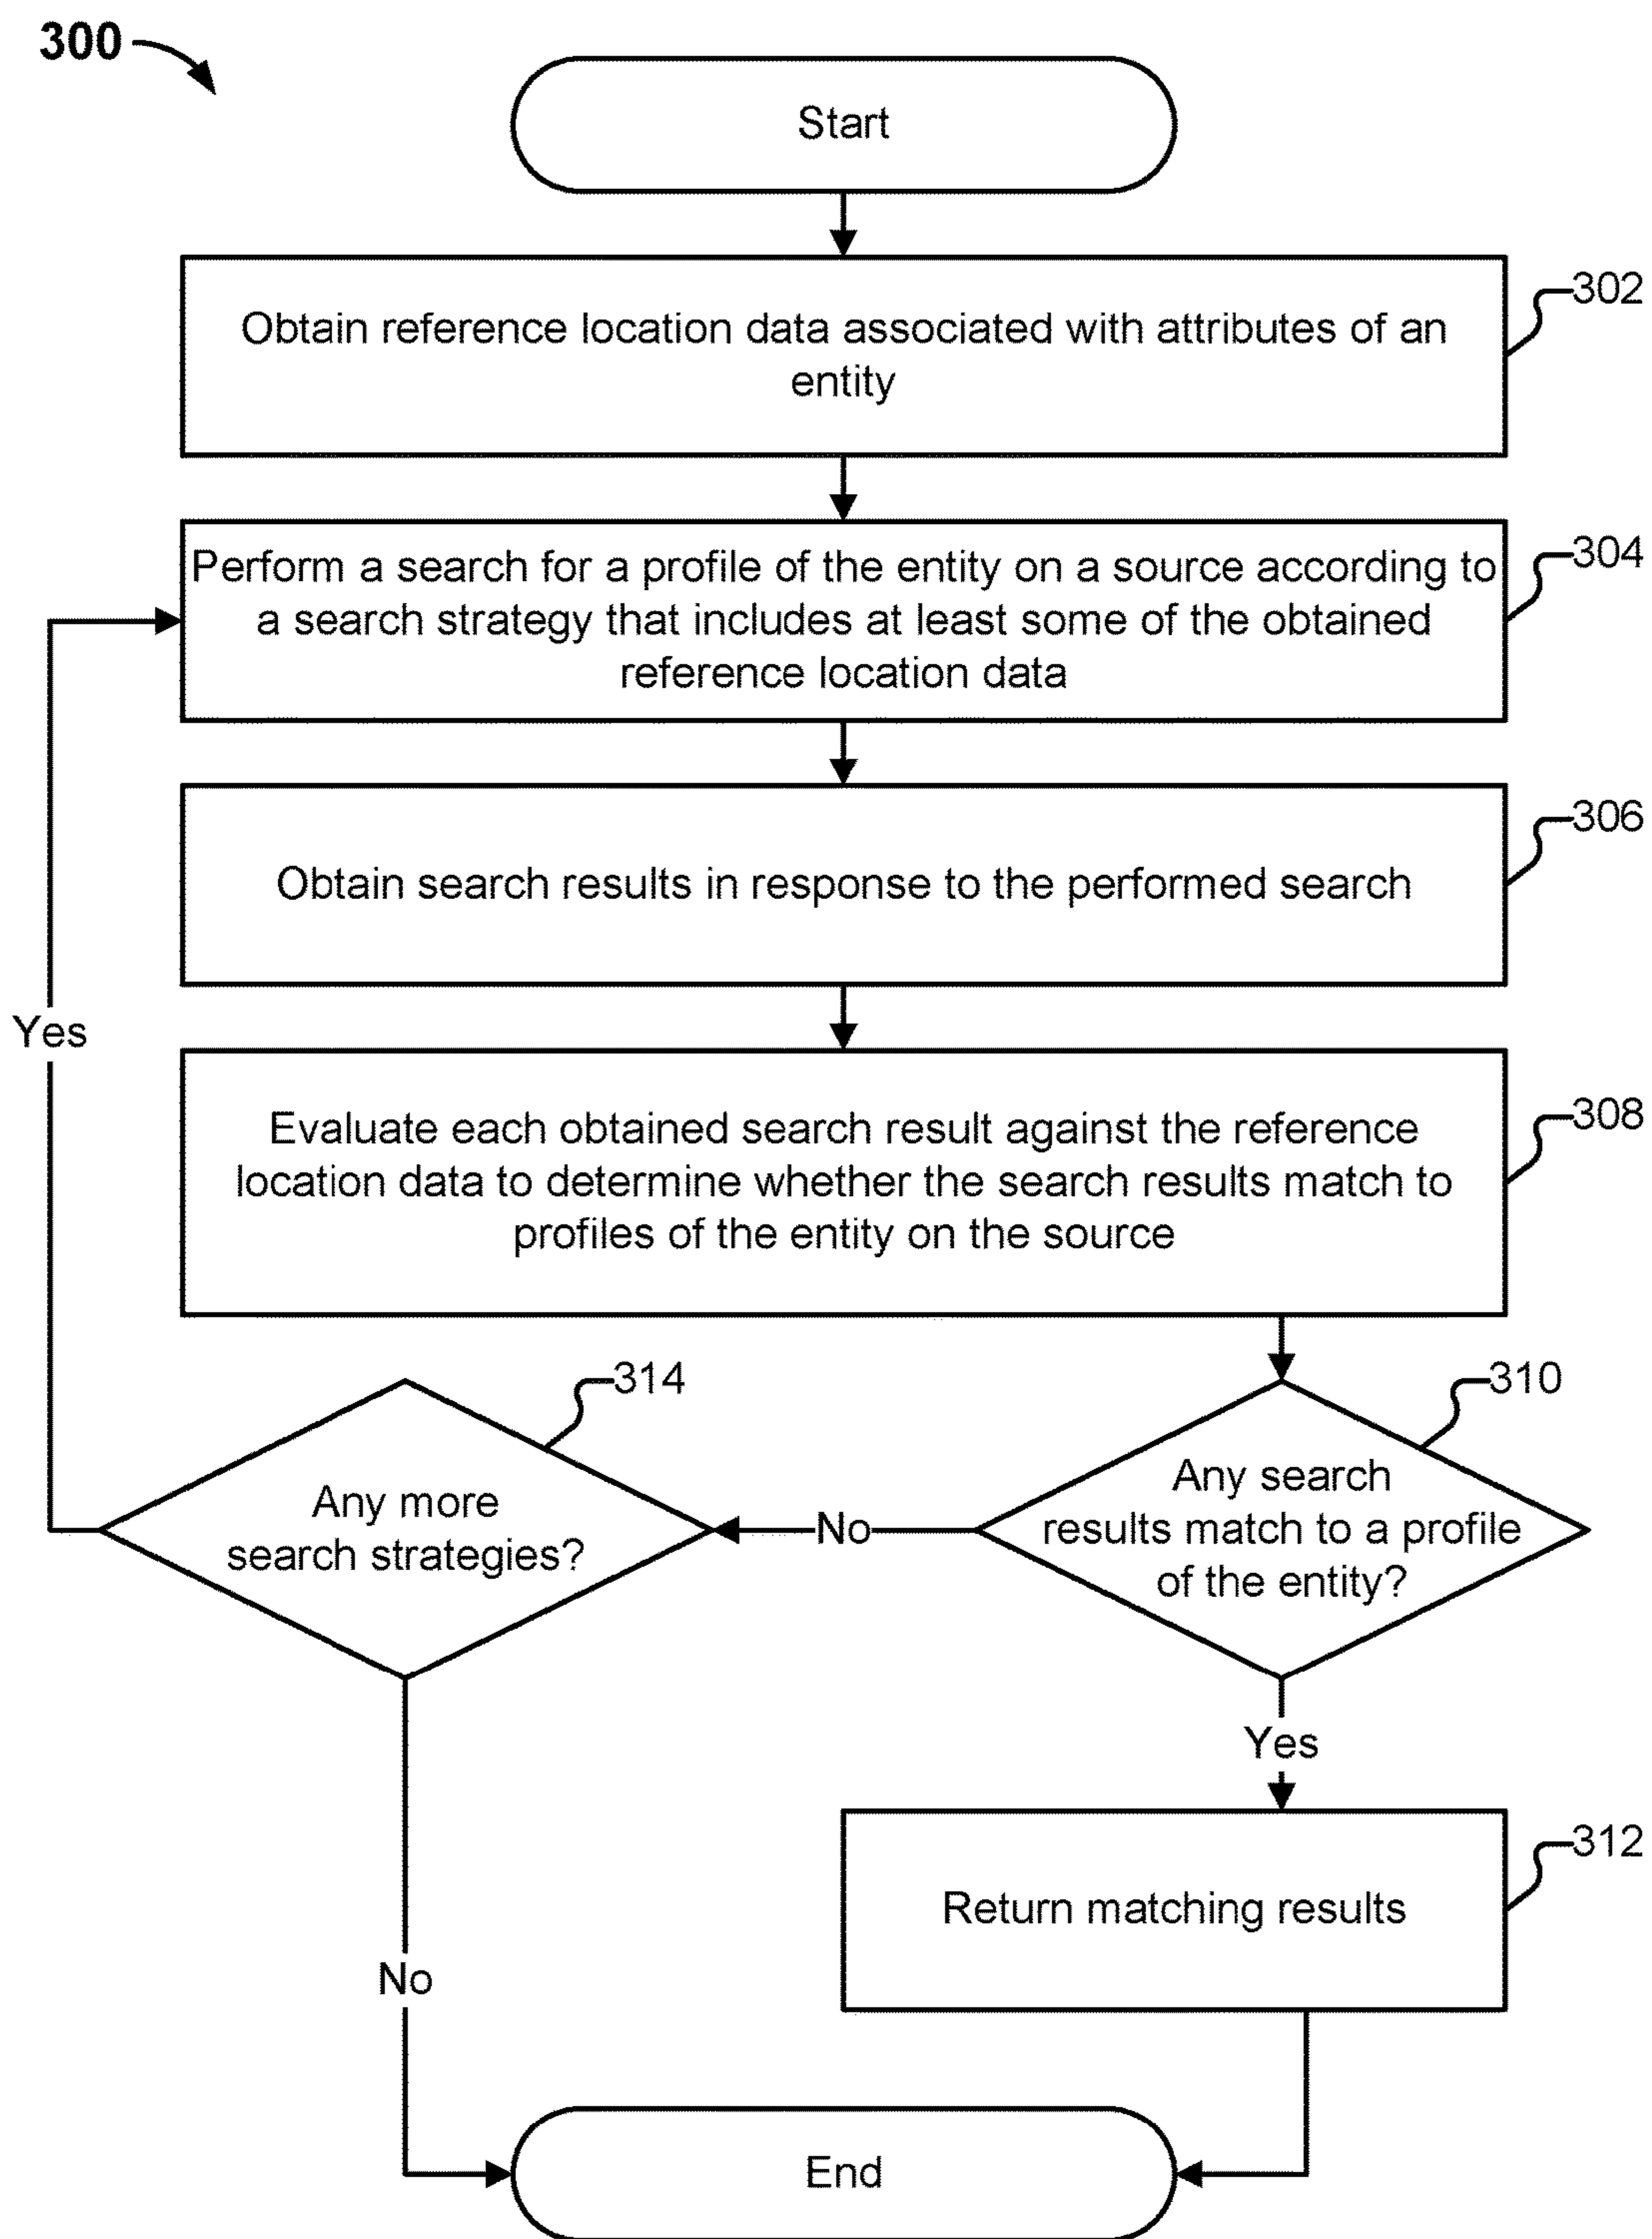 300
Start
Obtain reference location data associated with attributes of an
entity
302
Perform a search for a profile of the entity on a source according to
a search strategy that includes at least some of the obtained
reference location data
304
Obtain search results in response to the performed search
306
Yes
Evaluate each obtained search result against the reference
location data to determine whether the search results match to
profiles of the entity on the source
308
314
Any more
search strategies?
310
Any search
results match to a profile
of the entity?
No
Yes
312
Return matching results
No
End